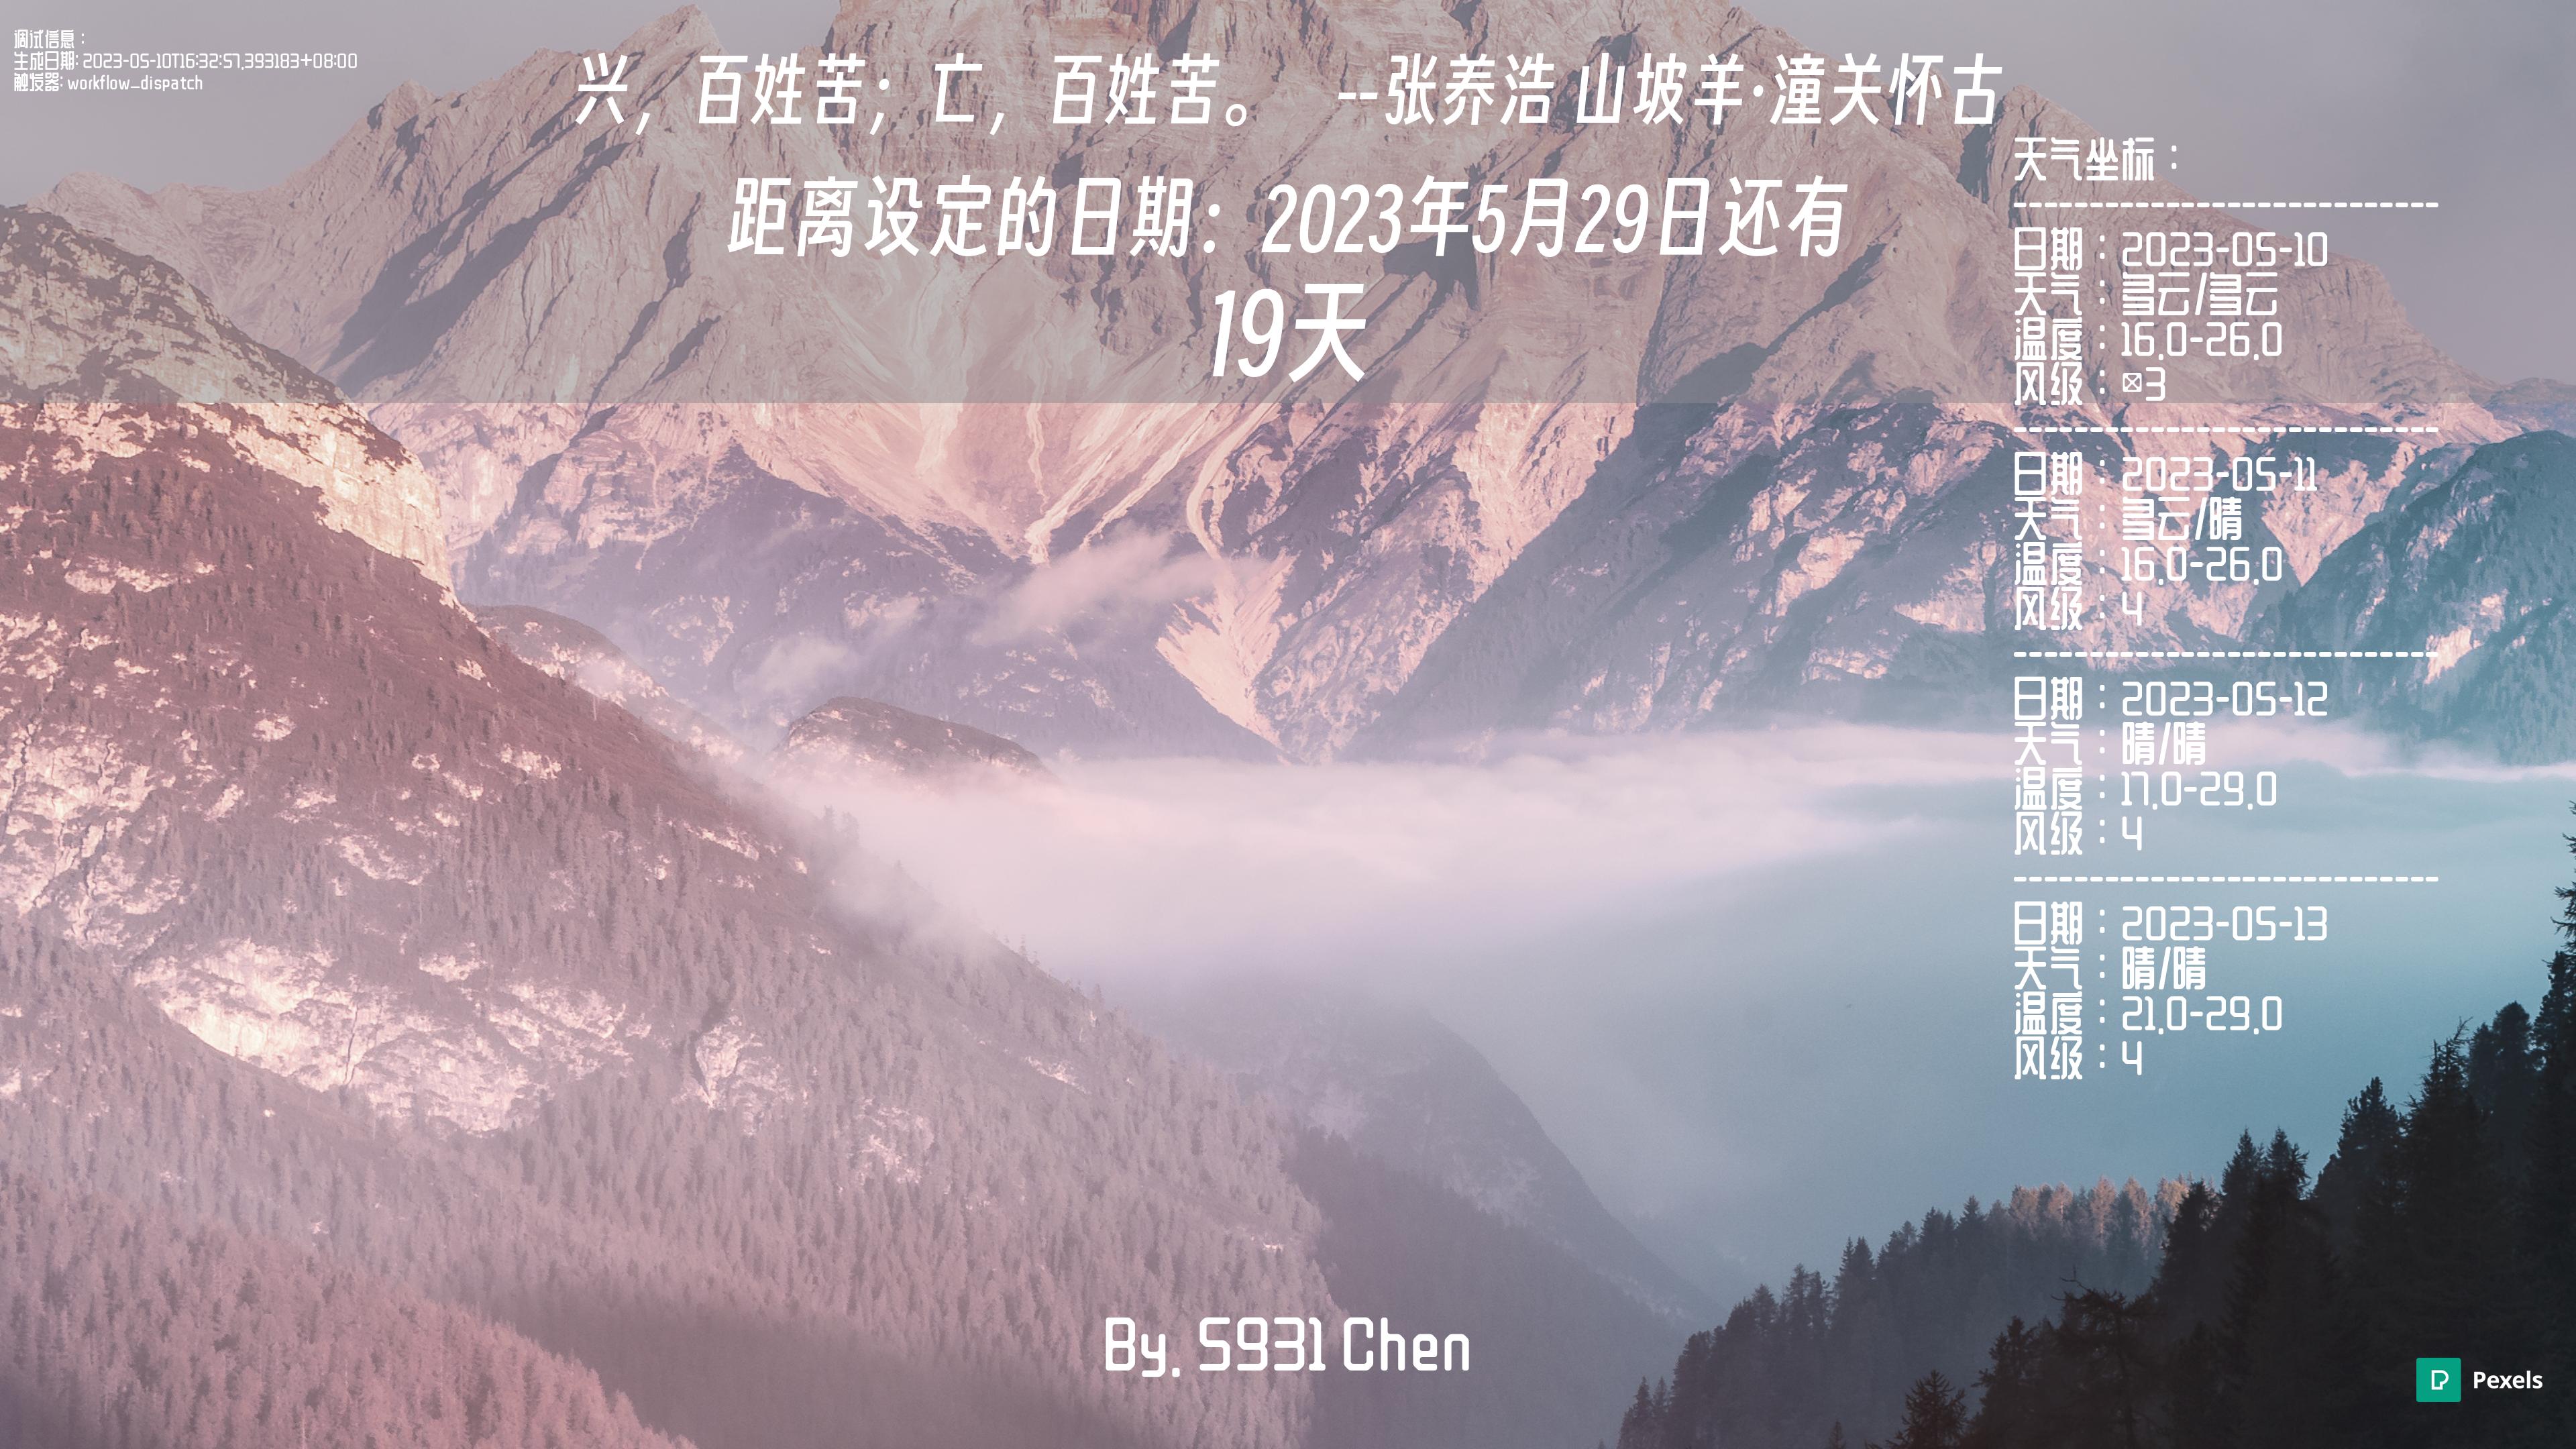 调试信息：
生成日期: 2023-05-10T16:32:57.393183+08:00
触发器: workflow_dispatch
兴，百姓苦；亡，百姓苦。 --张养浩 山坡羊·潼关怀古
距离设定的日期：2023年5月29日还有
19天
天气坐标：
----------------------------
日期：2023-05-10
天气：多云/多云
温度：16.0-26.0
风级：☒3
----------------------------
日期：2023-05-11
天气：多云/晴
温度：16.0-26.0
风级：4
----------------------------
日期：2023-05-12
天气：晴/晴
温度：17.0-29.0
风级：4
----------------------------
日期：2023-05-13
天气：晴/晴
温度：21.0-29.0
风级：4
By. S931 Chen
Pexels